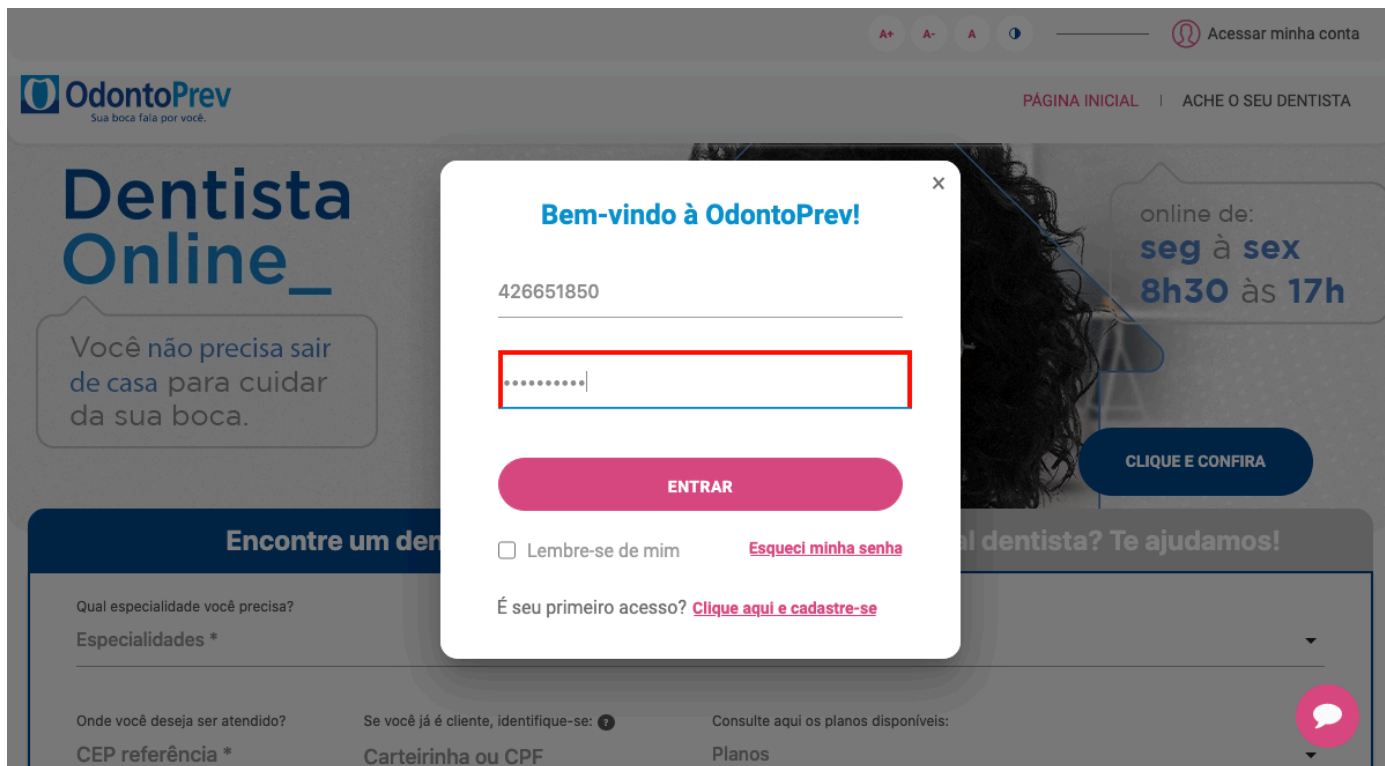 A+ A- A Acessar minha conta
OdontoPrev
Sua boca fala por você.
PÁGINA INICIAL | ACHE O SEU DENTISTA
Dentista
Online_
Você não precisa sair
de casa para cuidar
da sua boca.
online de:
seg à sex
8h30 às 17h
CLIQUE E CONFIRA
×
Bem-vindo à OdontoPrev!
426651850
••••••••••
ENTRAR
Lembre-se de mim Esqueci minha senha
É seu primeiro acesso? Clique aqui e cadastre-se
Encontre um den
al dentista? Te ajudamos!
Qual especialidade você precisa?
Especialidades *
Onde você deseja ser atendido?
CEP referência *
Se você já é cliente, identifique-se: ?
Carteirinha ou CPF
Consulte aqui os planos disponíveis:
Planos